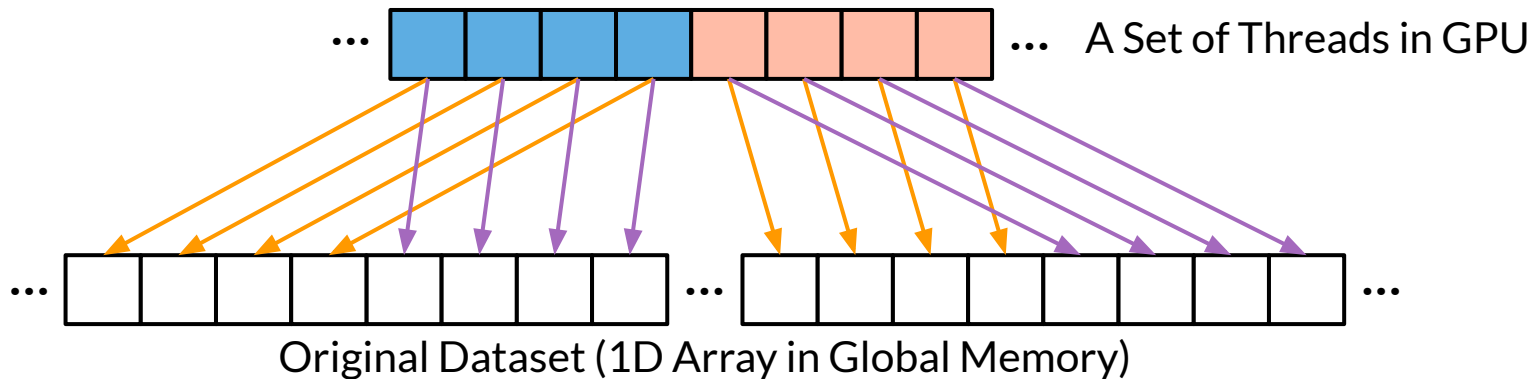 ... ... A Set of Threads in GPU
... ... ...
Original Dataset (1D Array in Global Memory)